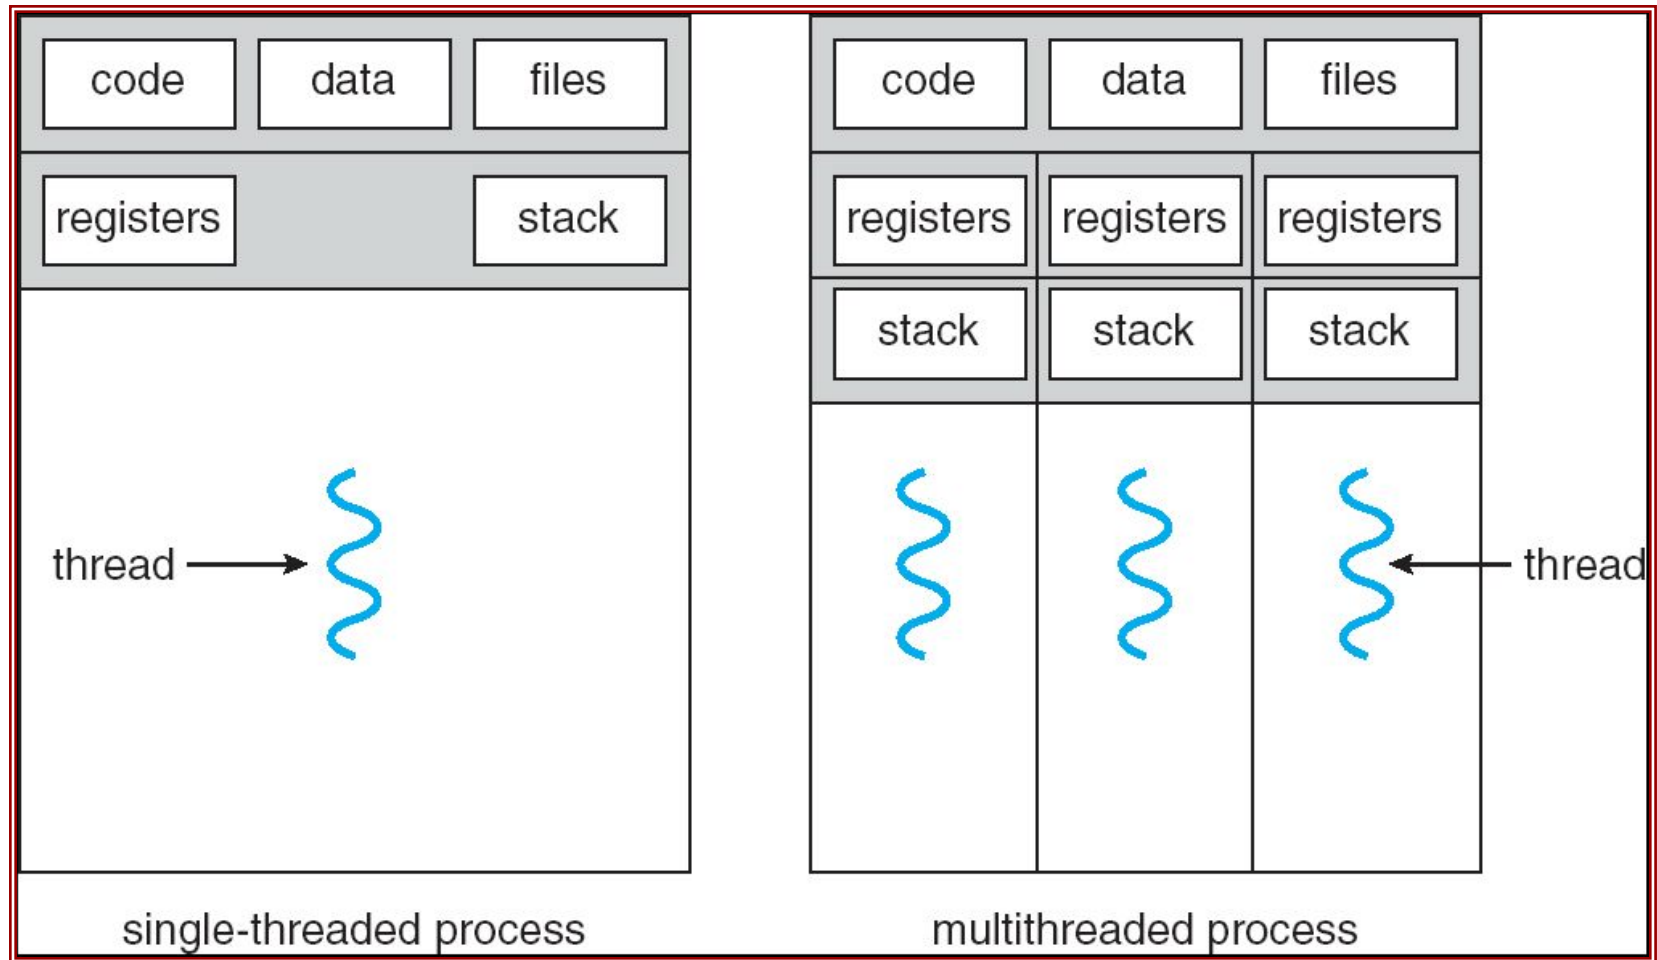 code data files
registers stack
thread
single-threaded process
code data files
registers registers registers
stack stack stack
thread
multithreaded process